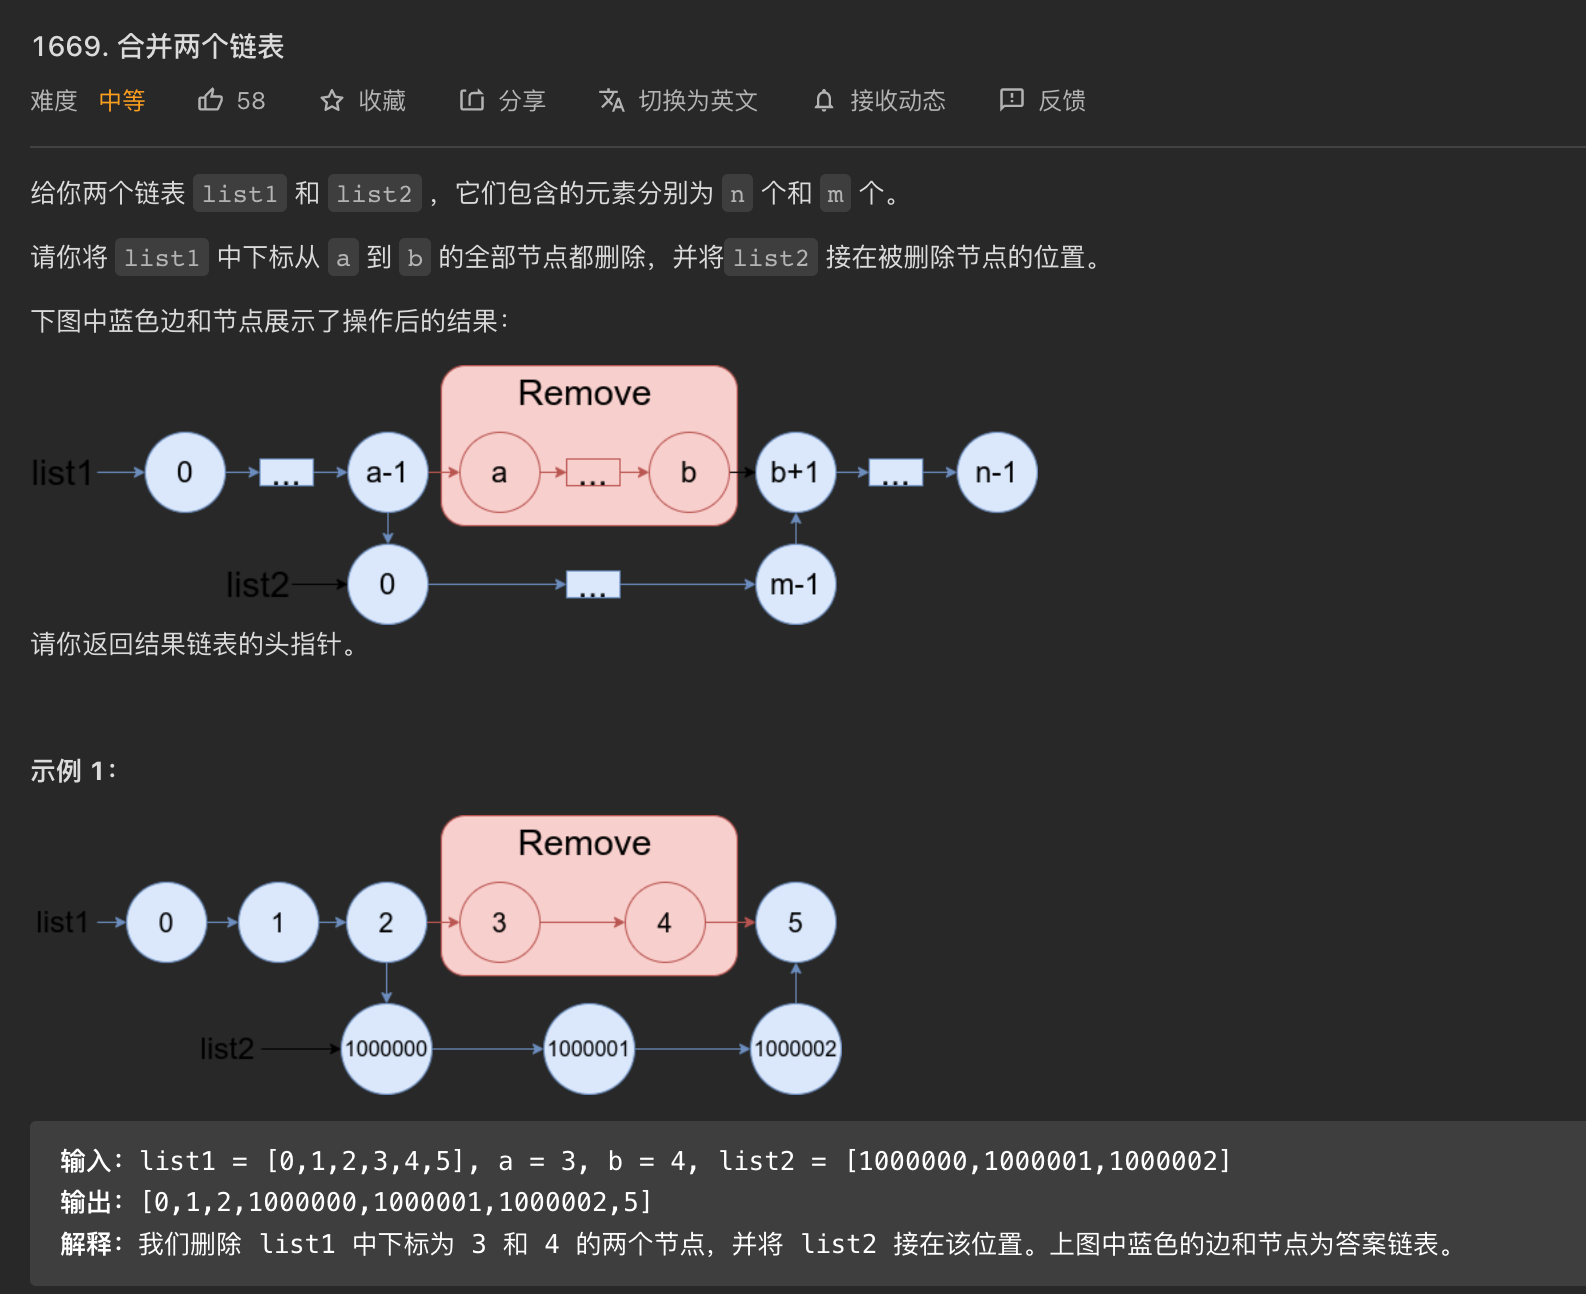 1669. 合并两个链表
难度 中等 58 收藏 分享 切换为英文 接收动态 反馈
给你两个链表 list1 和 list2 ，它们包含的元素分别为 n 个和 m 个。
请你将 list1 中下标从 a 到 b 的全部节点都删除，并将list2 接在被删除节点的位置。
下图中蓝色边和节点展示了操作后的结果：
Remove
list1 0 ... a-1 a ... b b+1 ... n-1
list2 0 ... m-1
请你返回结果链表的头指针。
示例 1：
Remove
list1 0 1 2 3 4 5
list2 1000000 1000001 1000002
输入：list1 = [0,1,2,3,4,5], a = 3, b = 4, list2 = [1000000,1000001,1000002]
输出：[0,1,2,1000000,1000001,1000002,5]
解释：我们删除 list1 中下标为 3 和 4 的两个节点，并将 list2 接在该位置。上图中蓝色的边和节点为答案链表。